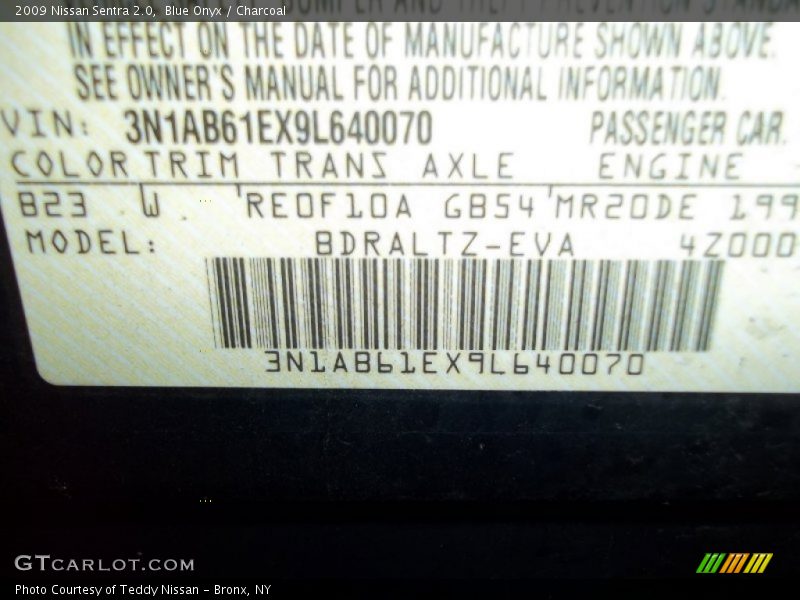 2009 Nissan Sentra 2.0, Blue Onyx / Charcoal
IN EFFECT ON THE DATE OF MANUFACTURE SHOWN ABOVE.
SEE OWNER'S MANUAL FOR ADDITIONAL INFORMATION.
VIN: 3N1AB61EX9L640070 PASSENGER CAR.
COLOR TRIM TRANS AXLE ENGINE
B23 W RE0F10A GB54 MR20DE 199
MODEL: BDRALTZ-EVA 4Z000
3N1AB61EX9L640070
GTCARLOT.COM
Photo Courtesy of Teddy Nissan - Bronx, NY